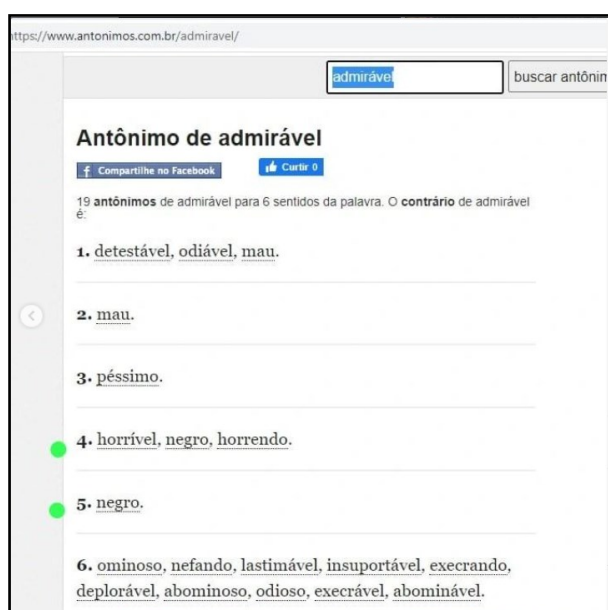 ttps://www.antonimos.com.br/admiravel/
admirável buscar antônim
Antônimo de admirável
f Compartilhe no Facebook Curtir 0
19 antônimos de admirável para 6 sentidos da palavra. O contrário de admirável
é:
1. detestável, odiável, mau.
2. mau.
3. péssimo.
4. horrível, negro, horrendo.
5. negro.
6. ominoso, nefando, lastimável, insuportável, execrando,
deplorável, abominoso, odioso, execrável, abominável.